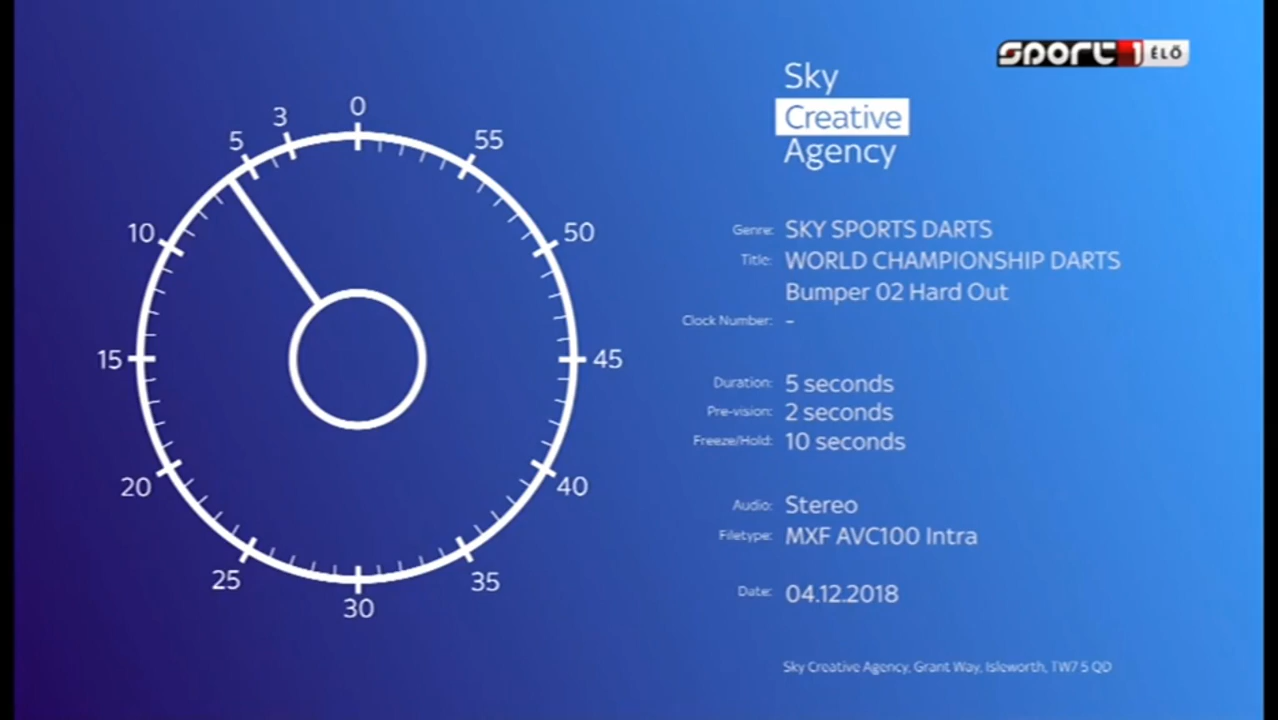 SPORT 1 ÉLŐ
Sky
Creative
Agency
0
3
5
10
15
20
25
30
35
40
45
50
55
Genre: SKY SPORTS DARTS
Title: WORLD CHAMPIONSHIP DARTS
Bumper 02 Hard Out
Clock Number: -
Duration: 5 seconds
Pre-vision: 2 seconds
Freeze/Hold: 10 seconds
Audio: Stereo
Filetype: MXF AVC100 Intra
Date: 04.12.2018
Sky Creative Agency, Grant Way, Isleworth, TW7 5 QD